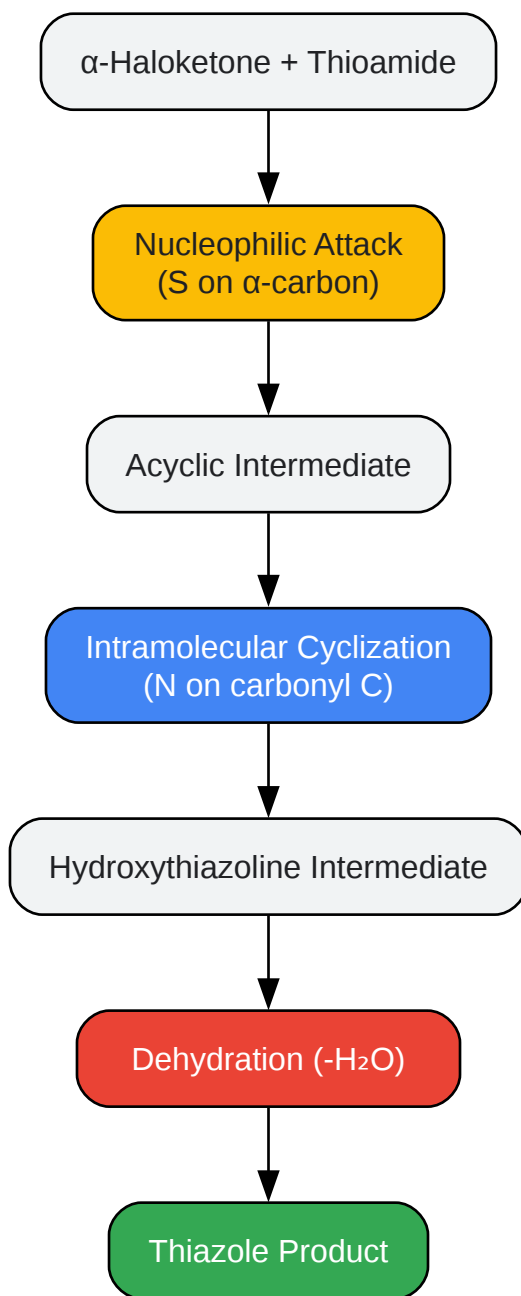 α-Haloketone + Thioamide
Nucleophilic Attack
(S on α-carbon)
Acyclic Intermediate
Intramolecular Cyclization
(N on carbonyl C)
Hydroxythiazoline Intermediate
Dehydration (-H₂O)
Thiazole Product